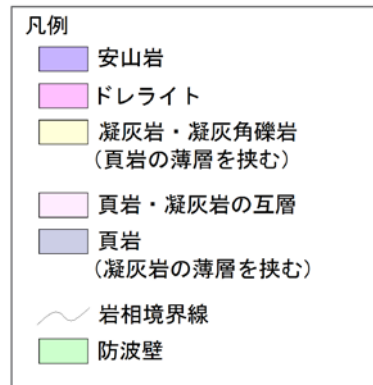 凡例
安山岩
ドレライト
凝灰岩・凝灰角礫岩
(頁岩の薄層を挟む)
頁岩・凝灰岩の互層
頁岩
(凝灰岩の薄層を挟む)
岩相境界線
防波壁